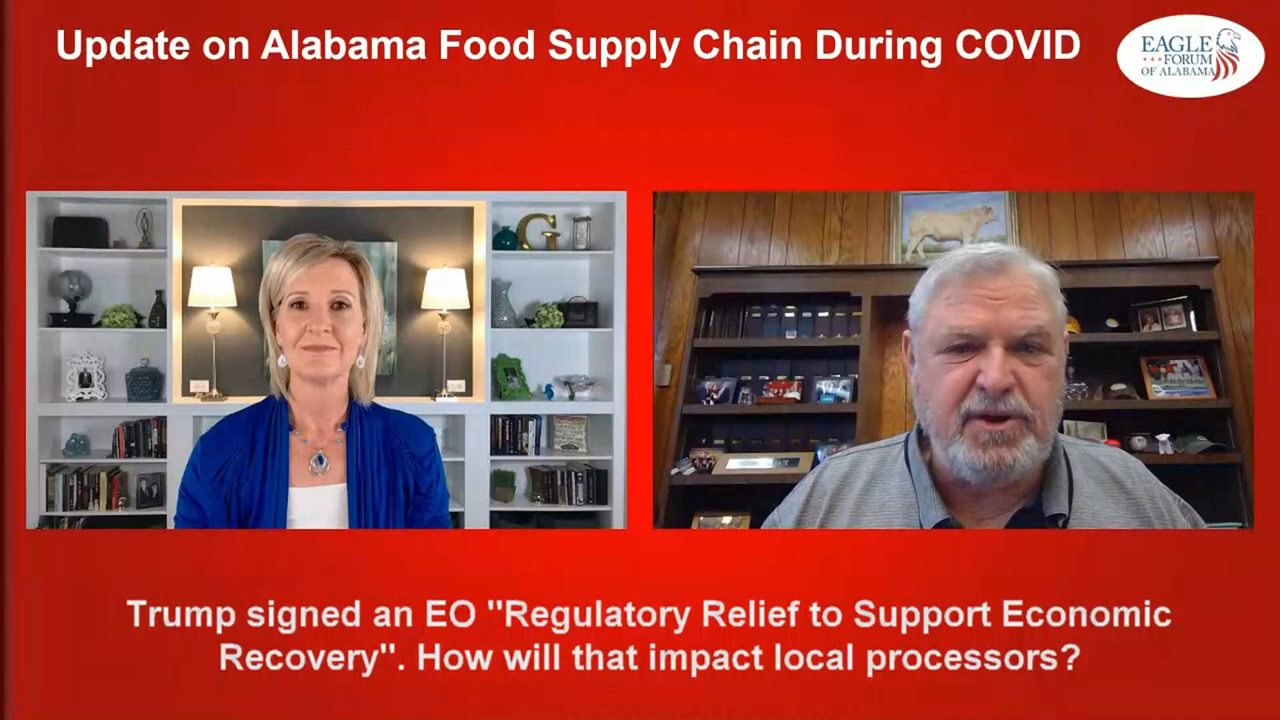 Update on Alabama Food Supply Chain During COVID
EAGLE
FORUM
OF ALABAMA
G
Trump signed an EO "Regulatory Relief to Support Economic
Recovery". How will that impact local processors?